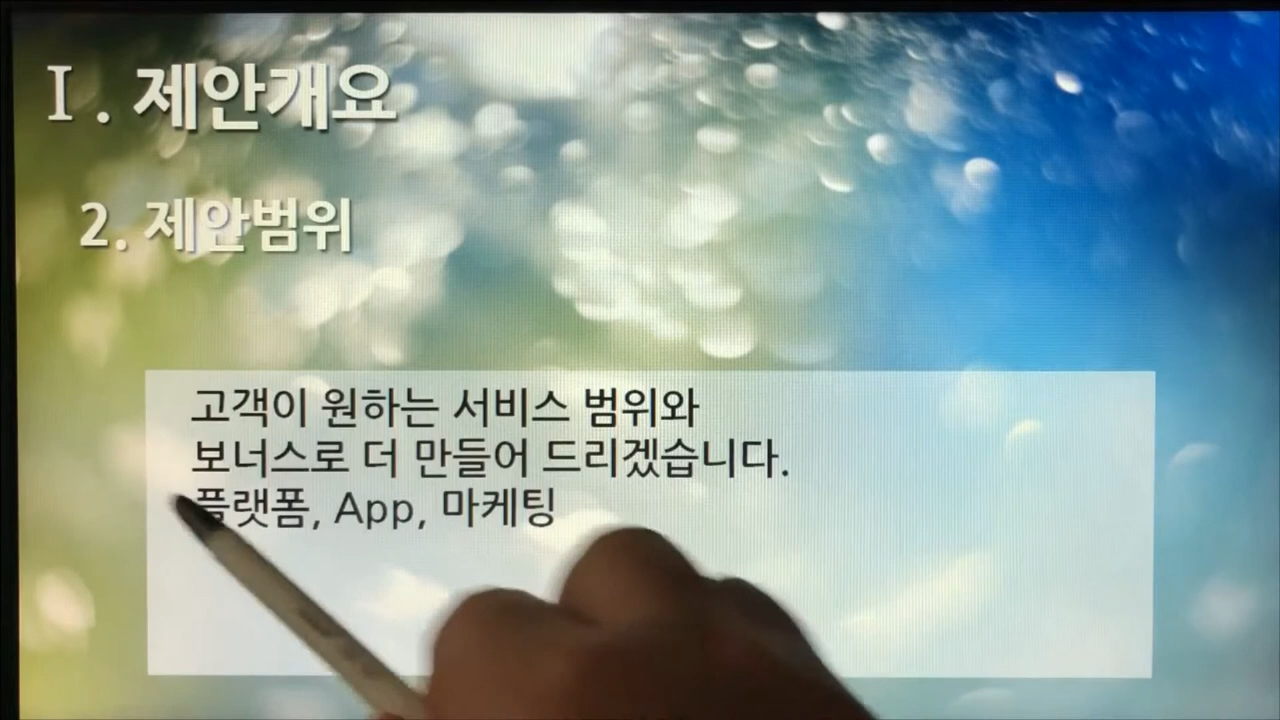 Ⅰ. 제안개요
2. 제안범위
고객이 원하는 서비스 범위와
보너스로 더 만들어 드리겠습니다.
플랫폼, App, 마케팅